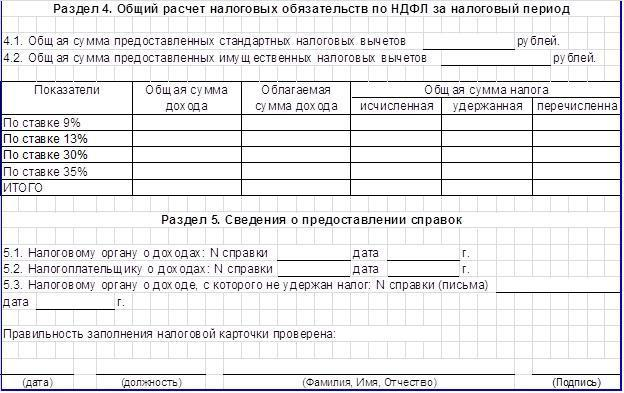 Раздел 4. Общий расчет налоговых обязательств по НДФЛ за налоговый период
4.1. Общая сумма предоставленных стандартных налоговых вычетов рублей.
4.2. Общая сумма предоставленных имущественных налоговых вычетов рублей.
Показатели Общая сумма дохода Облагаемая сумма дохода Общая сумма налога
исчисленная удержанная перечисленна
По ставке 9%
По ставке 13%
По ставке 30%
По ставке 35%
ИТОГО
Раздел 5. Сведения о предоставлении справок
5.1. Налоговому органу о доходах: N справки дата г.
5.2. Налогоплательщику о доходах: N справки дата г.
5.3. Налоговому органу о доходе, с которого не удержан налог: N справки (письма)
дата г.
Правильность заполнения налоговой карточки проверена:
(дата) (должность) (Фамилия, Имя, Отчество) (Подпись)